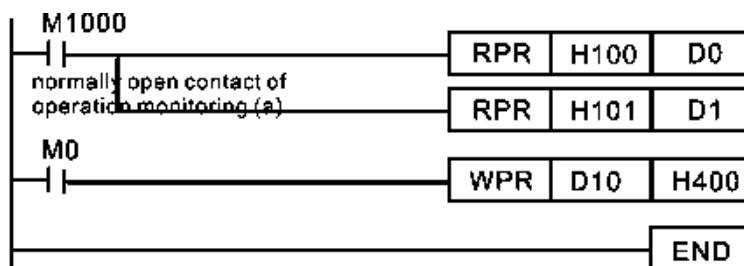 M1000
RPR H100 D0
normally open contact of
operation monitoring (a)
RPR H101 D1
M0
WPR D10 H400
END